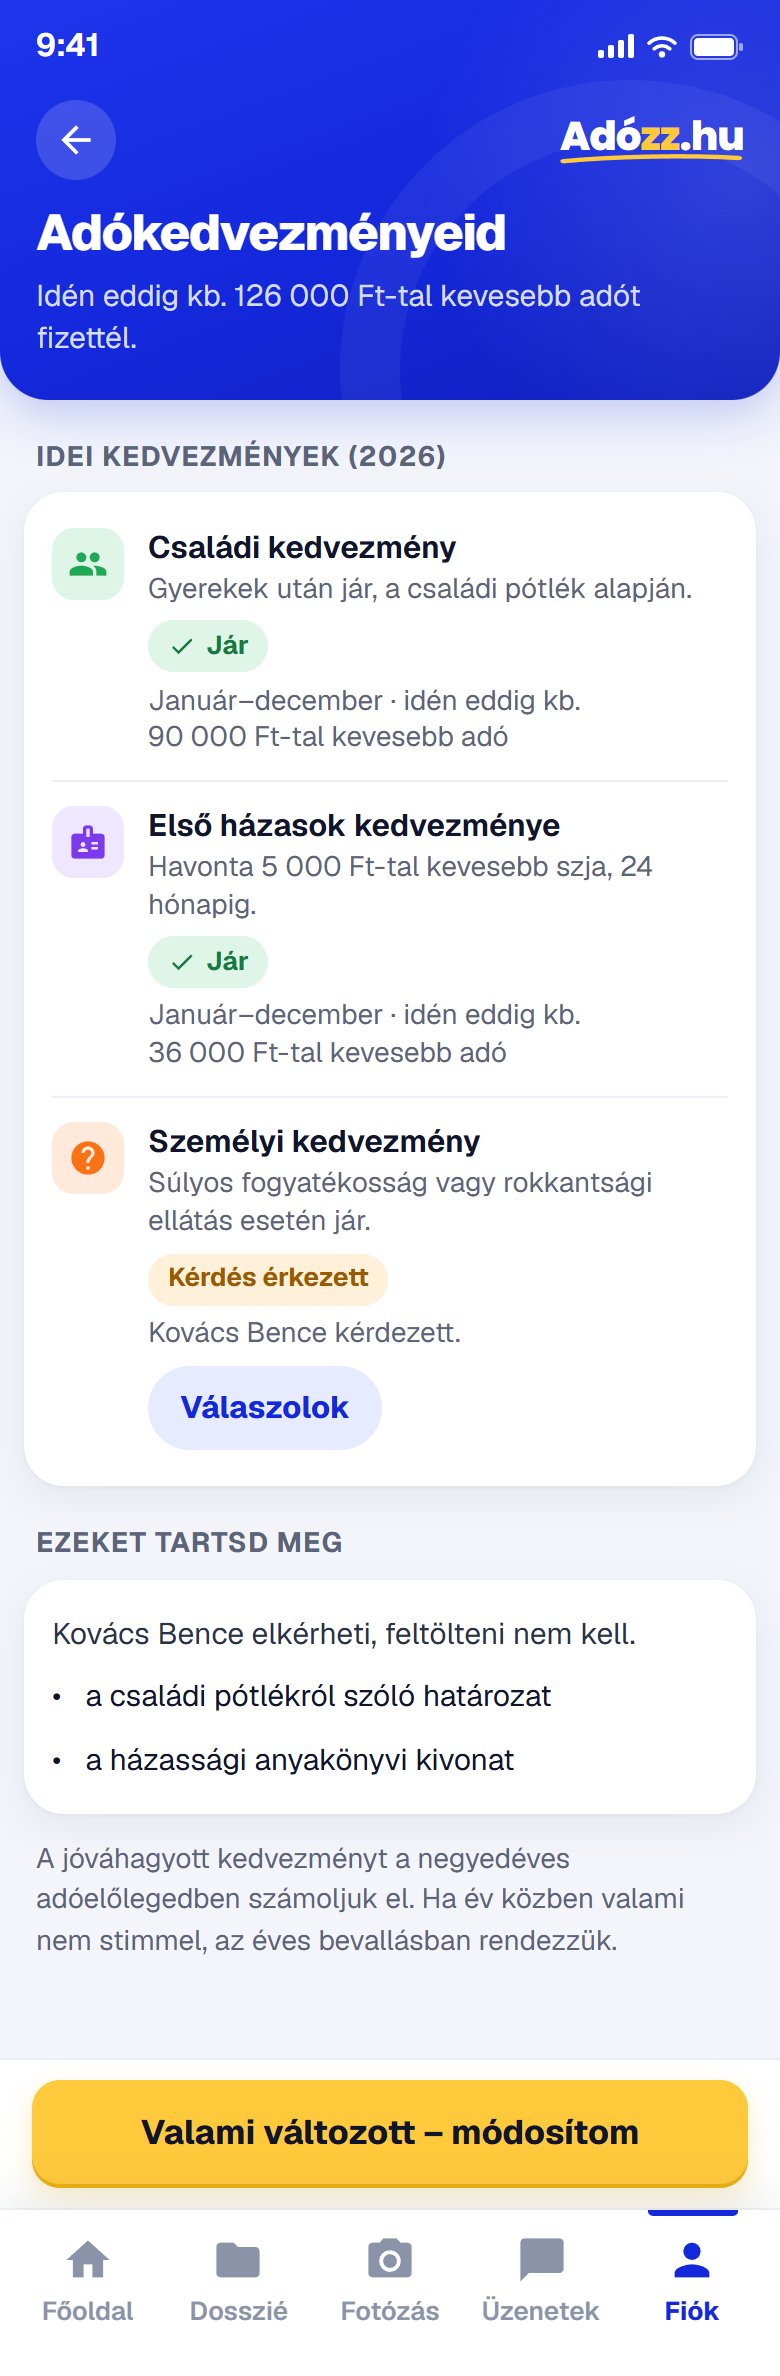 9:41
Adózz.hu
Adókedvezményeid
Idén eddig kb. 126 000 Ft-tal kevesebb adót
fizettél.
IDEI KEDVEZMÉNYEK (2026)
Családi kedvezmény
Gyerekek után jár, a családi pótlék alapján.
Jár
Január–december · idén eddig kb.
90 000 Ft-tal kevesebb adó
Első házasok kedvezménye
Havonta 5 000 Ft-tal kevesebb szja, 24
hónapig.
Jár
Január–december · idén eddig kb.
36 000 Ft-tal kevesebb adó
Személyi kedvezmény
Súlyos fogyatékosság vagy rokkantsági
ellátás esetén jár.
Kérdés érkezett
Kovács Bence kérdezett.
Válaszolok
EZEKET TARTSD MEG
Kovács Bence elkérheti, feltölteni nem kell.
• a családi pótlékról szóló határozat
• a házassági anyakönyvi kivonat
A jóváhagyott kedvezményt a negyedéves
adóelőlegedben számoljuk el. Ha év közben valami
nem stimmel, az éves bevallásban rendezzük.
Valami változott – módosítom
Főoldal Dosszié Fotózás Üzenetek Fiók